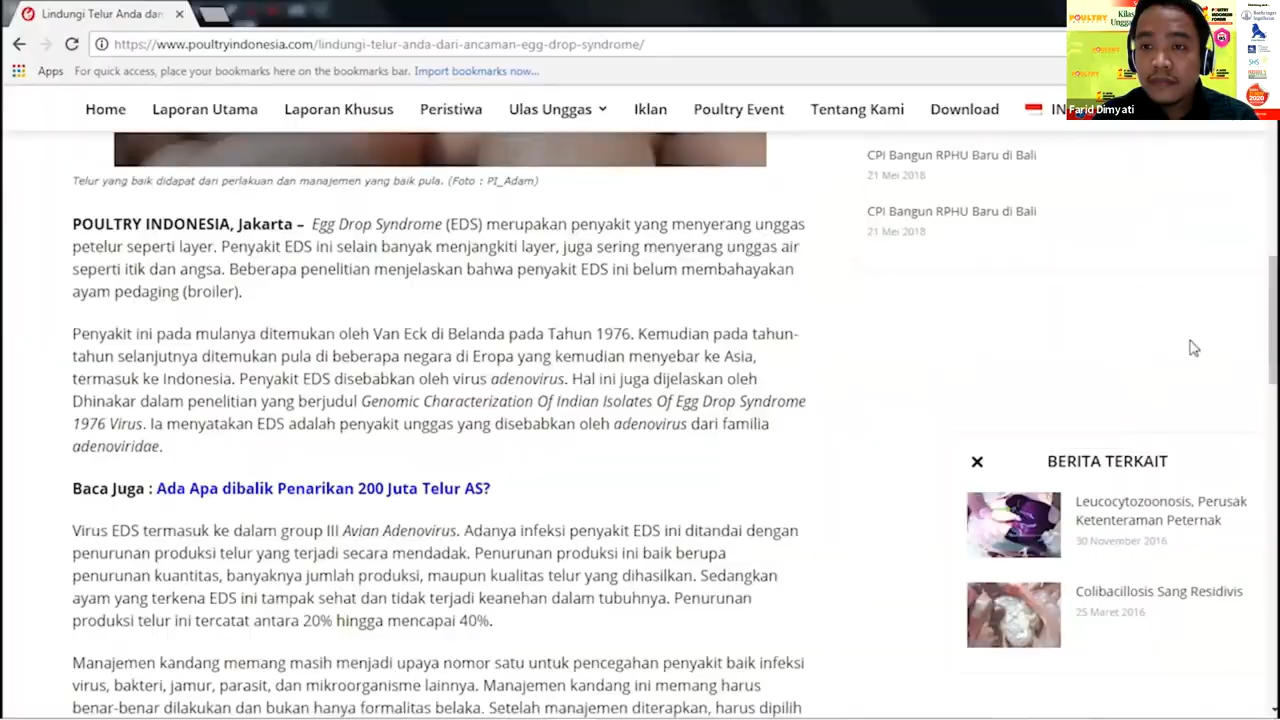 Lindungi Telur Anda dan
https://www.poultryindonesia.com/lindung
syndrome/
Apps
For quick access, place your bookmarks here on the bookmarks bar. Import bookmarks now...
Home
Laporan Utama
Laporan Khusus
Peristiwa
Ulas Kupas
Iklan
Poultry Event
Tentang Kami
Download
POULTRY
Kilas
Ungga
POULTRY INDONESIA FORUM
2020
Farid Dimyati
CPI Bangun RPHU Baru di Bali
21 Mei 2018
CPI Bangun RPHU Baru di Bali
21 Mei 2018
Telur yang baik didapat dari perlakuan dan manajemen yang baik pula. (Foto : PI_Adam)
POULTRY INDONESIA, Jakarta – Egg Drop Syndrome (EDS) merupakan penyakit yang menyerang unggas
petelur seperti layer. Penyakit EDS ini selain banyak menjangkiti layer, juga sering menyerang unggas air
seperti itik dan angsa. Beberapa penelitian menjelaskan bahwa penyakit EDS ini belum membahayakan
ayam pedaging (broiler).
Penyakit ini pada mulanya ditemukan oleh Van Eck di Belanda pada Tahun 1976. Kemudian pada tahun-
tahun selanjutnya ditemukan pula di beberapa negara di Eropa yang kemudian menyebar ke Asia,
termasuk ke Indonesia. Penyakit EDS disebabkan oleh virus adenovirus. Hal ini juga dijelaskan oleh
Dhinakar dalam penelitian yang berjudul Genomic Characterization Of Indian Isolates Of Egg Drop Syndrome
1976 Virus. Ia menyatakan EDS adalah penyakit unggas yang disebabkan oleh adenovirus dari familia
adenoviridae.
Baca Juga : Ada Apa dibalik Penarikan 200 Juta Telur AS?
Virus EDS termasuk ke dalam group III Aviary Adenovirus. Adanya infeksi penyakit EDS ini ditandai dengan
penurunan produksi telur yang terjadi secara mendadak. Penurunan produksi ini baik berupa
penurunan kuantitas, banyaknya jumlah produksi, maupun kualitas telur yang dihasilkan. Sedangkan
ayam yang terkena EDS ini tampak sehat dan tidak terjadi keanehan dalam tubuhnya. Penurunan
produksi telur ini tercatat antara 20% hingga mencapai 40%.
Manajemen kandang memang masih menjadi upaya nomor satu untuk pencegahan penyakit baik infeksi
virus, bakteri, jamur, parasit, dan mikroorganisme lainnya. Manajemen kandang ini memang harus
benar-benar dilakukan dan bukan hanya formalitas belaka. Setelah manajemen diterapkan, harus dipilih
BERITA TERKAIT
Leucocytozoonosis, Perusak
Ketenteraman Peternak
30 November 2016
Colibacillosis Sang Residivis
25 Maret 2016